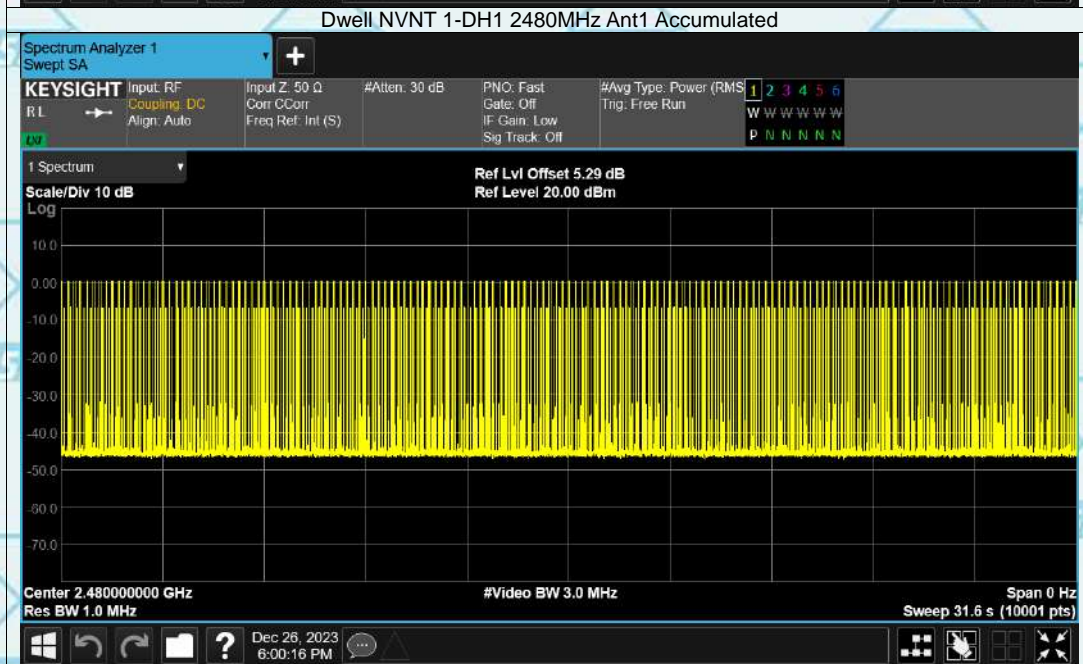 Dwell NVNT 1-DH1 2480MHz Ant1 Accumulated
Spectrum Analyzer 1
Swept SA
+
KEYSIGHT Input: RF Input Z: 50 Ω #Atten: 30 dB PNO: Fast #Avg Type: Power (RMS 1 2 3 4 5 6
R L Coupling: DC Corr CCorr Gate: Off Trig: Free Run W W W W W W
Align: Auto Freq Ref: Int (S) IF Gain: Low
LXI Sig Track: Off P N N N N N
1 Spectrum Ref Lvl Offset 5.29 dB
Scale/Div 10 dB Ref Level 20.00 dBm
Log
10.0
0.00
-10.0
-20.0
-30.0
-40.0
-50.0
-60.0
-70.0
Center 2.480000000 GHz #Video BW 3.0 MHz Span 0 Hz
Res BW 1.0 MHz Sweep 31.6 s (10001 pts)
? Dec 26, 2023
6:00:16 PM